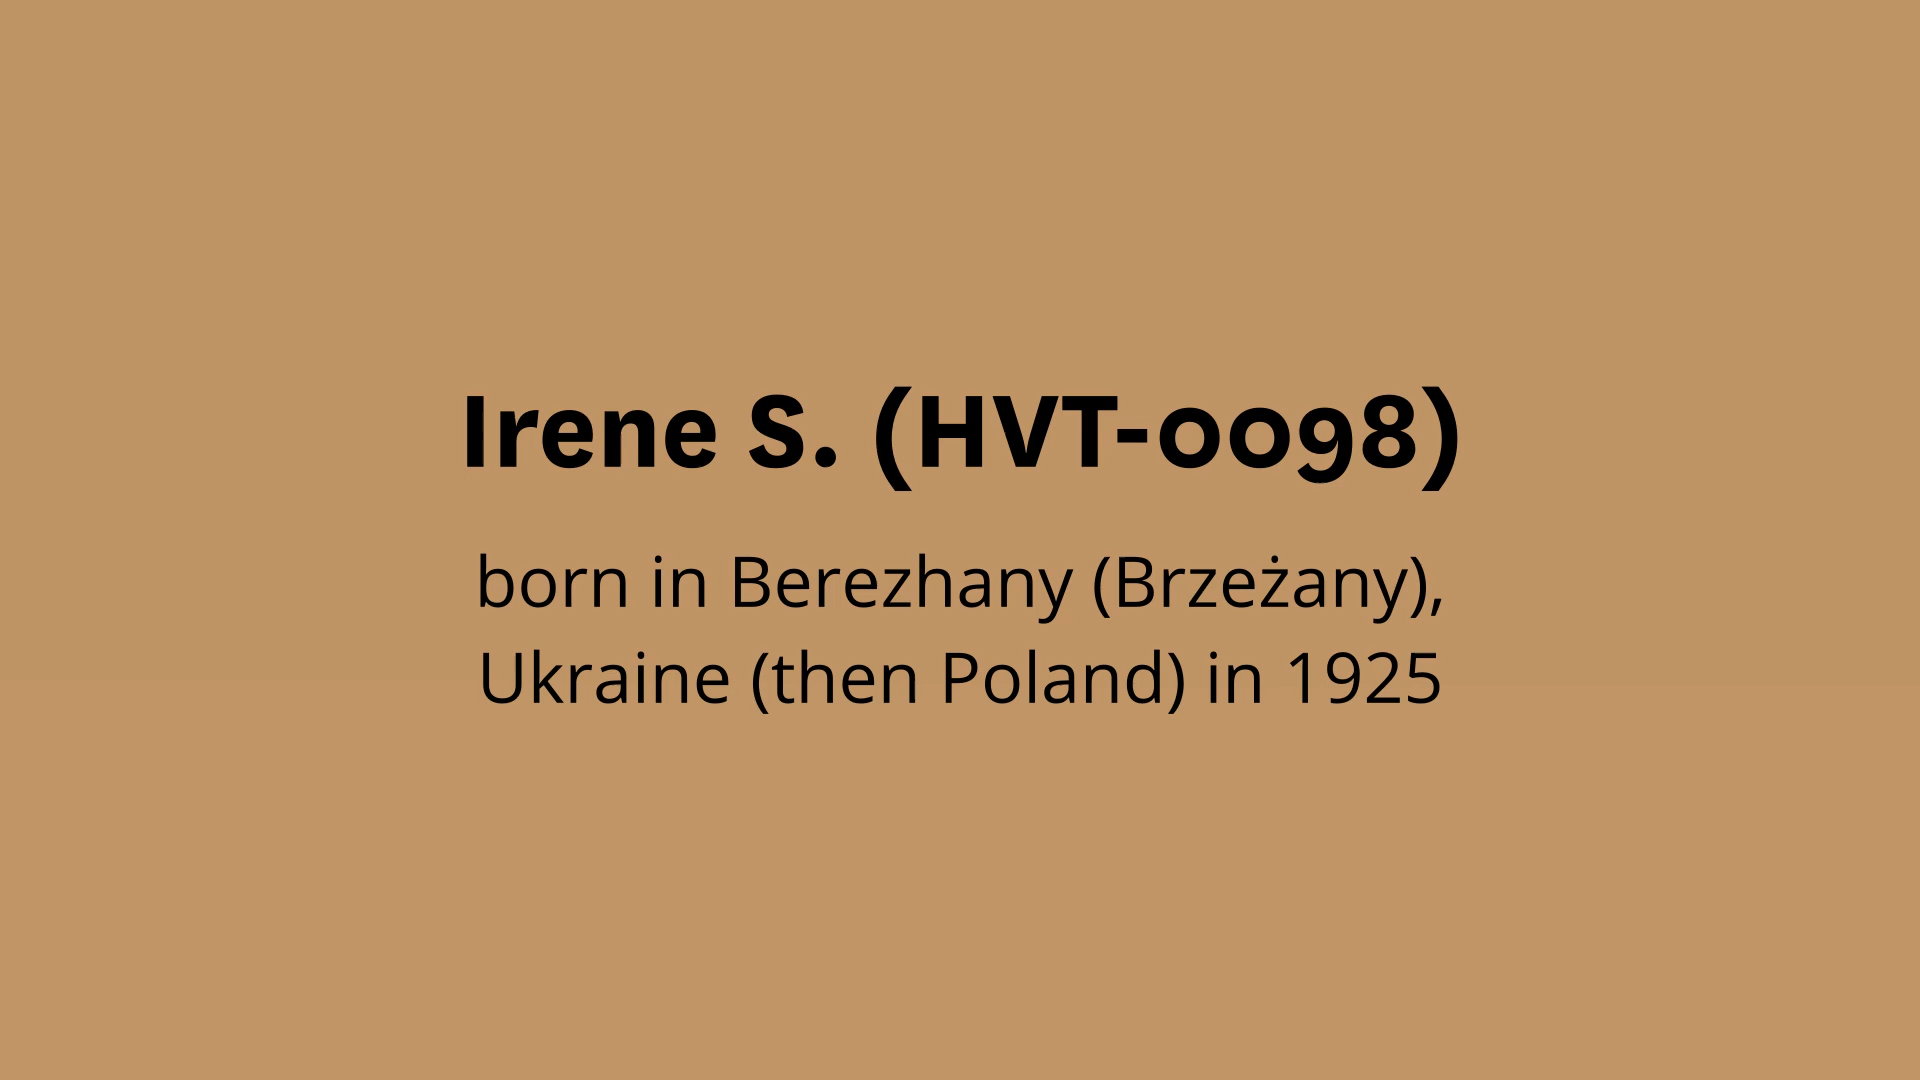 Irene S. (HVT-0098)
born in Berezhany (Brzeżany),
Ukraine (then Poland) in 1925